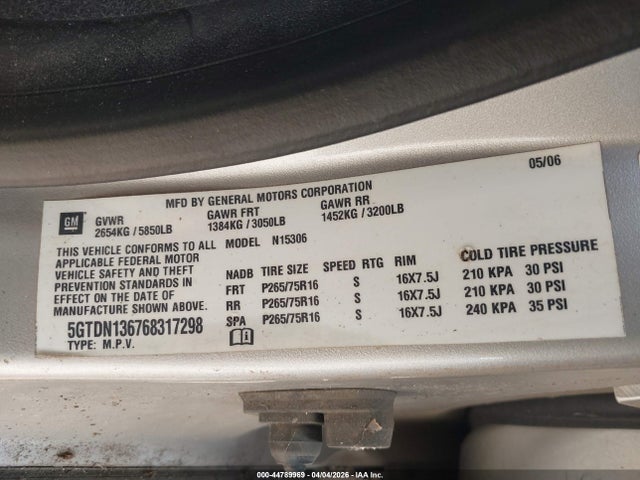 05/06
MFD BY GENERAL MOTORS CORPORATION
GM GVWR GAWR FRT GAWR RR
2654KG / 5850LB 1384KG / 3050LB 1452KG / 3200LB
THIS VEHICLE CONFORMS TO ALL MODEL N15306
APPLICABLE FEDERAL MOTOR
VEHICLE SAFETY AND THEFT
PREVENTION STANDARDS IN
EFFECT ON THE DATE OF
MANUFACTURE SHOWN ABOVE.
5GTDN136768317298
TYPE: M.P.V.
NADB TIRE SIZE SPEED RTG RIM COLD TIRE PRESSURE
FRT P265/75R16 S 16X7.5J 210 KPA 30 PSI
RR P265/75R16 S 16X7.5J 210 KPA 30 PSI
SPA P265/75R16 S 16X7.5J 240 KPA 35 PSI
000-44789969 | 04/04/2026 | IAA Inc.